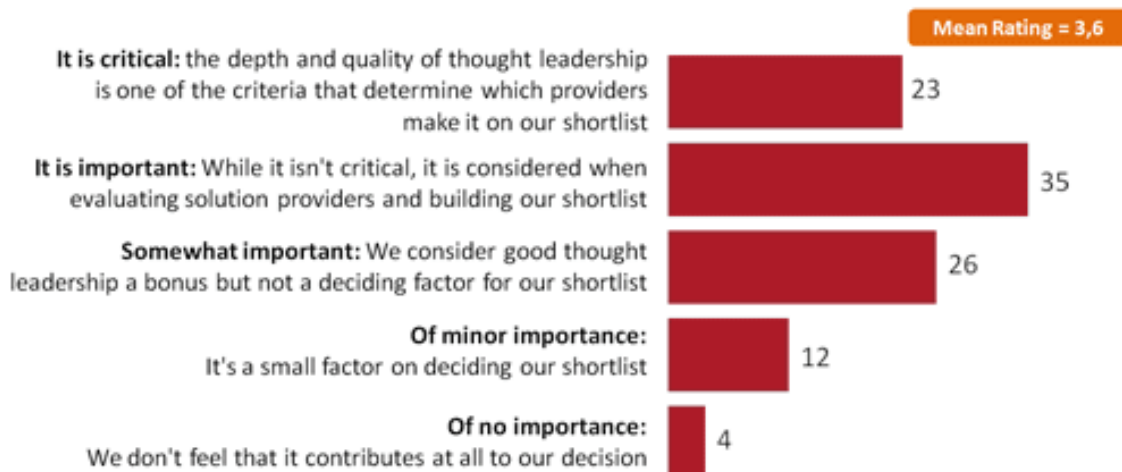 Mean Rating = 3,6
It is critical: the depth and quality of thought leadership
is one of the criteria that determine which providers
make it on our shortlist
23
It is important: While it isn't critical, it is considered when
evaluating solution providers and building our shortlist
35
Somewhat important: We consider good thought
leadership a bonus but not a deciding factor for our shortlist
26
Of minor importance:
It's a small factor on deciding our shortlist
12
Of no importance:
We don't feel that it contributes at all to our decision
4